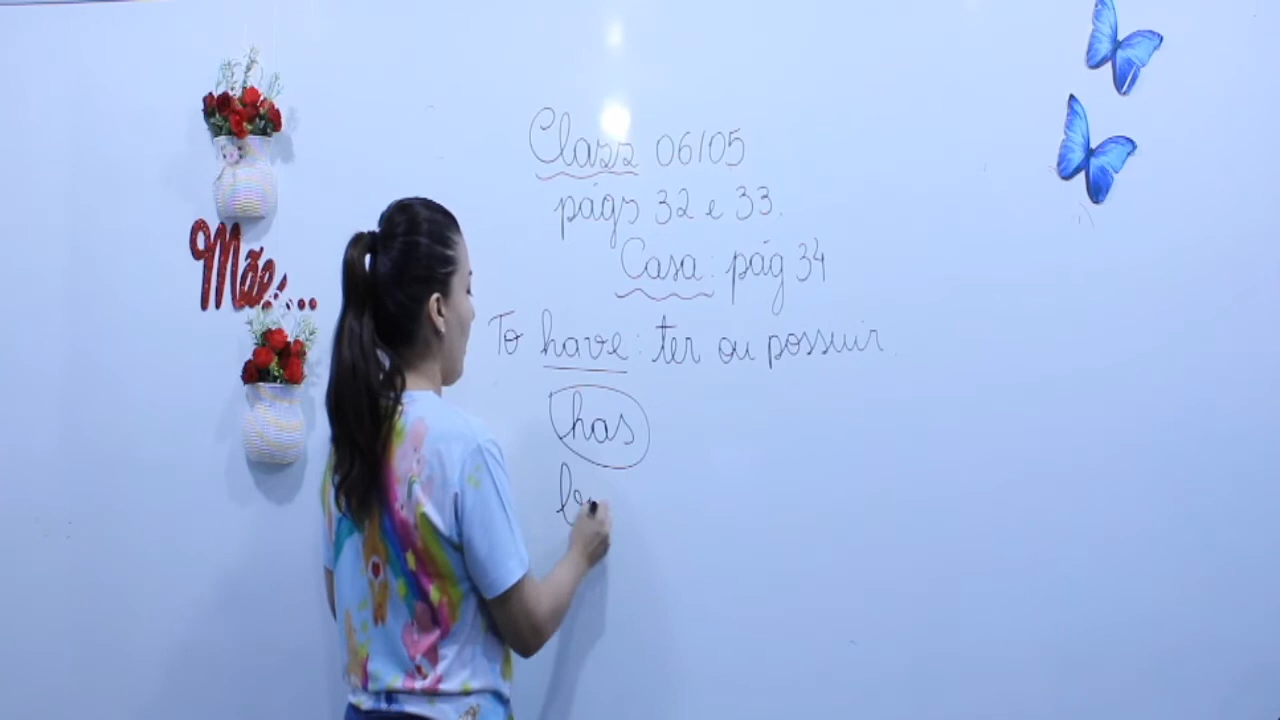 Class 06/05
págs 32 e 33.
Casa: pág 34
Mãe...
To have: ter ou possuir.
has